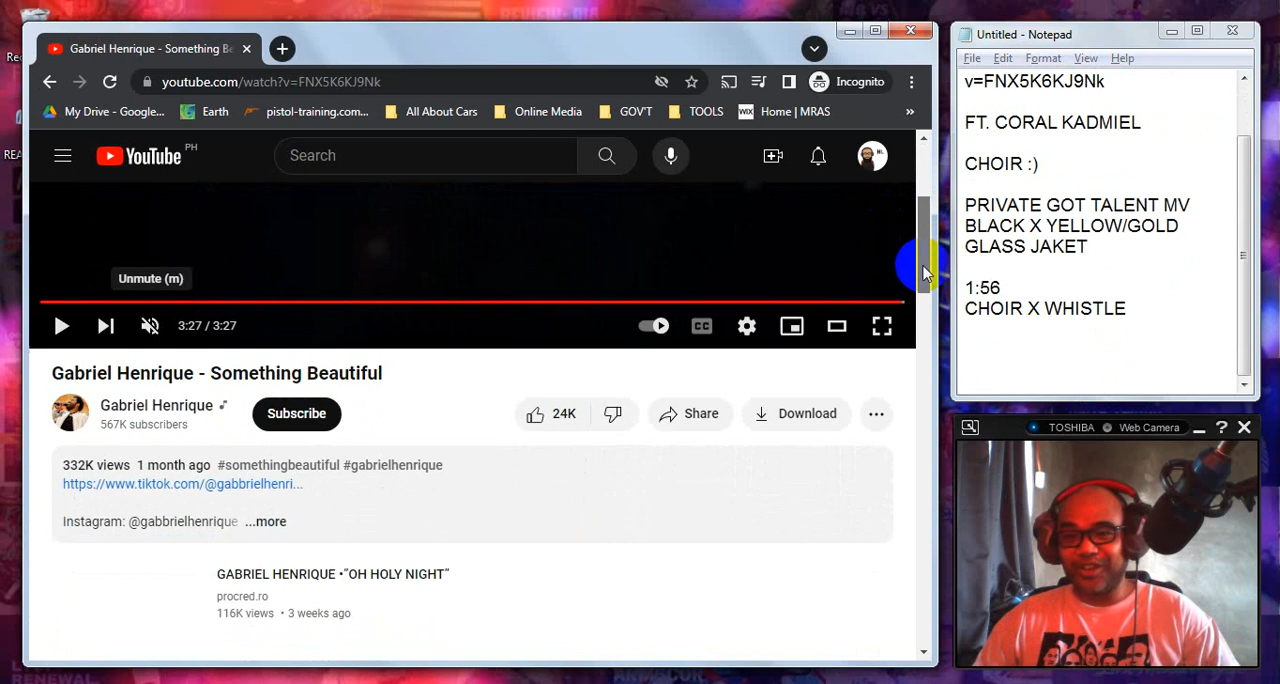 Gabriel Henrique - Something Be
youtube.com/watch?v=FNX5K6KJ9Nk
Incognito
My Drive - Google...
Earth
pistol-training.com...
All About Cars
Online Media
GOV'T
TOOLS
WIX
Home | MRAS
»
YouTube PH
Search
Unmute (m)
3:27 / 3:27
CC
Gabriel Henrique - Something Beautiful
Gabriel Henrique
567K subscribers
Subscribe
24K
Share
Download
332K views 1 month ago #somethingbeautiful #gabrielhenrique
https://www.tiktok.com/@gabbrielhenri...
Instagram: @gabbrielhenrique ...more
GABRIEL HENRIQUE •"OH HOLY NIGHT"
procred.ro
116K views • 3 weeks ago
Untitled - Notepad
File Edit Format View Help
v=FNX5K6KJ9Nk
FT. CORAL KADMIEL
CHOIR :)
PRIVATE GOT TALENT MV
BLACK X YELLOW/GOLD
GLASS JAKET
1:56
CHOIR X WHISTLE
TOSHIBA Web Camera
RENEWAL